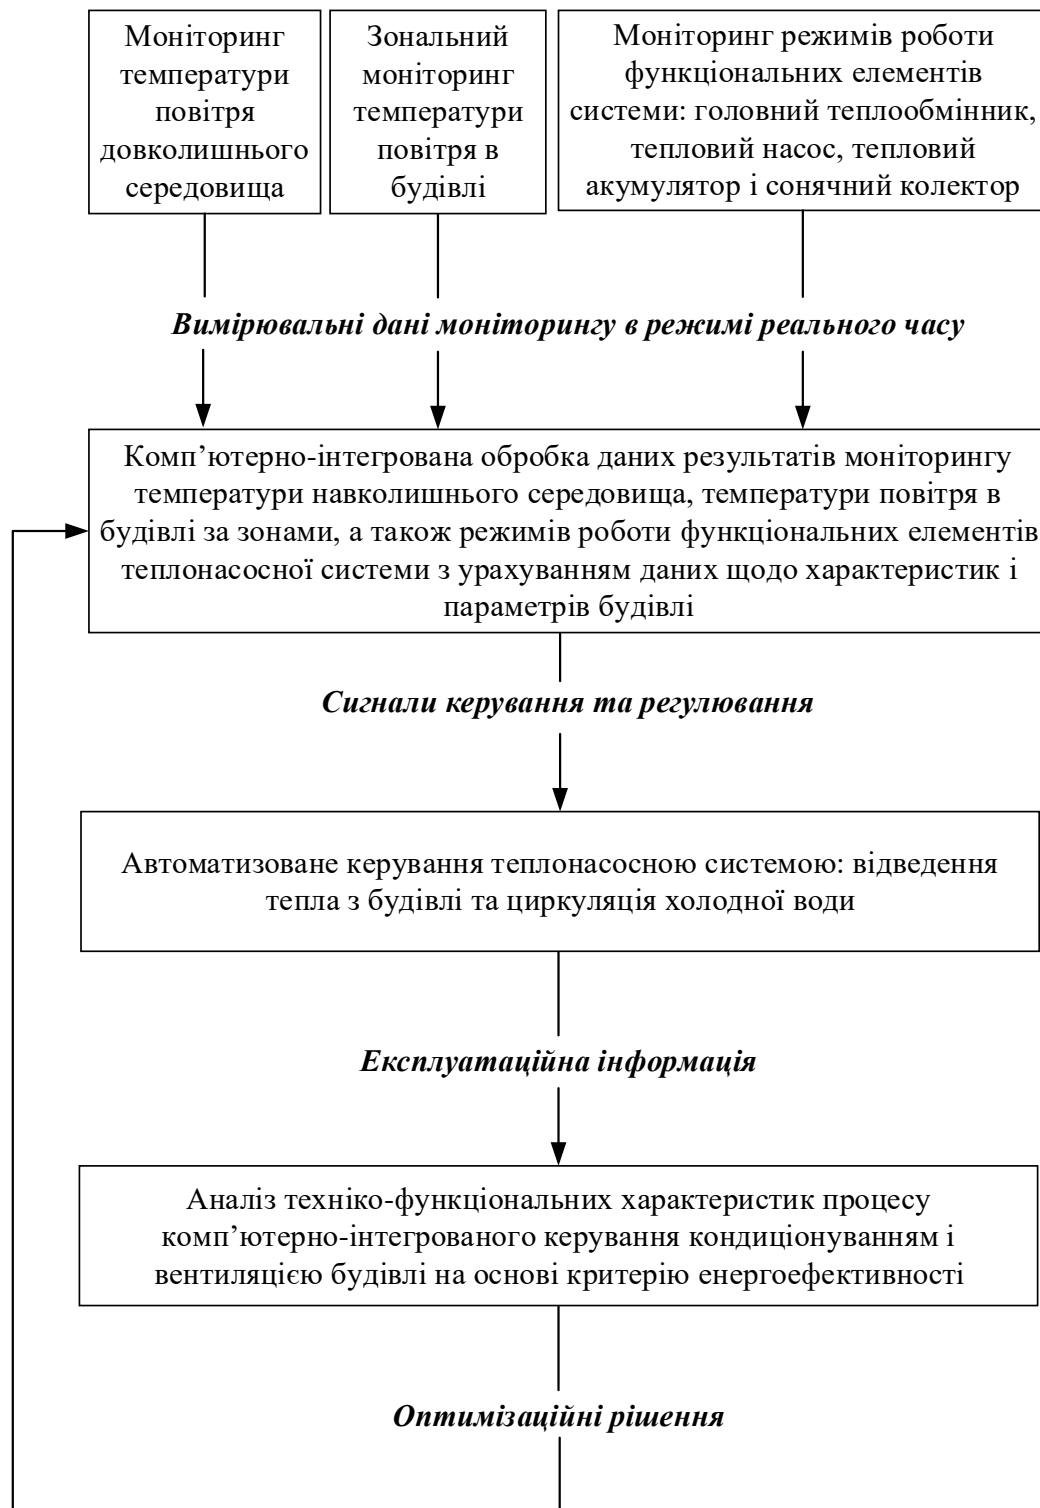 Моніторинг
температури
повітря
довколишнього
середовища
Зональний
моніторинг
температури
повітря в
будівлі
Моніторинг режимів роботи
функціональних елементів
системи: головний теплообмінник,
тепловий насос, тепловий
акумулятор і сонячний колектор
Вимірювальні дані моніторингу в режимі реального часу
Комп’ютерно-інтегрована обробка даних результатів моніторингу
температури навколишнього середовища, температури повітря в
будівлі за зонами, а також режимів роботи функціональних елементів
теплонасосної системи з урахуванням даних щодо характеристик і
параметрів будівлі
Сигнали керування та регулювання
Автоматизоване керування теплонасосною системою: відведення
тепла з будівлі та циркуляція холодної води
Експлуатаційна інформація
Аналіз техніко-функціональних характеристик процесу
комп’ютерно-інтегрованого керування кондиціонуванням і
вентиляцією будівлі на основі критерію енергоефективності
Оптимізаційні рішення